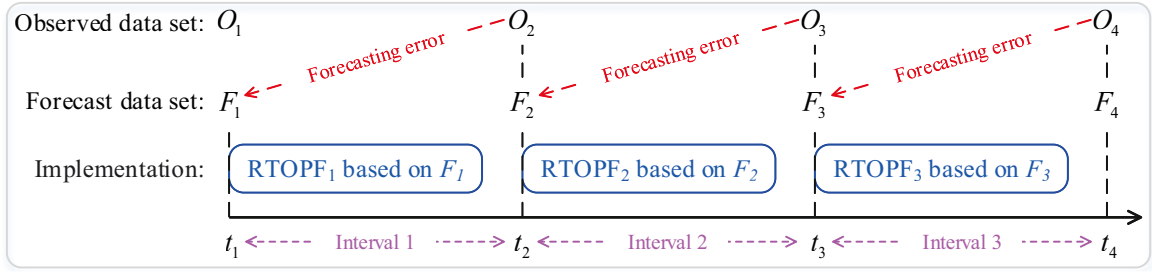 Observed data set: O1 O2 O3 O4
Forecasting error Forecasting error Forecasting error
Forecast data set: F1 F2 F3 F4
Implementation: RTOPF1 based on F1 RTOPF2 based on F2 RTOPF3 based on F3
t1 Interval 1 t2 Interval 2 t3 Interval 3 t4